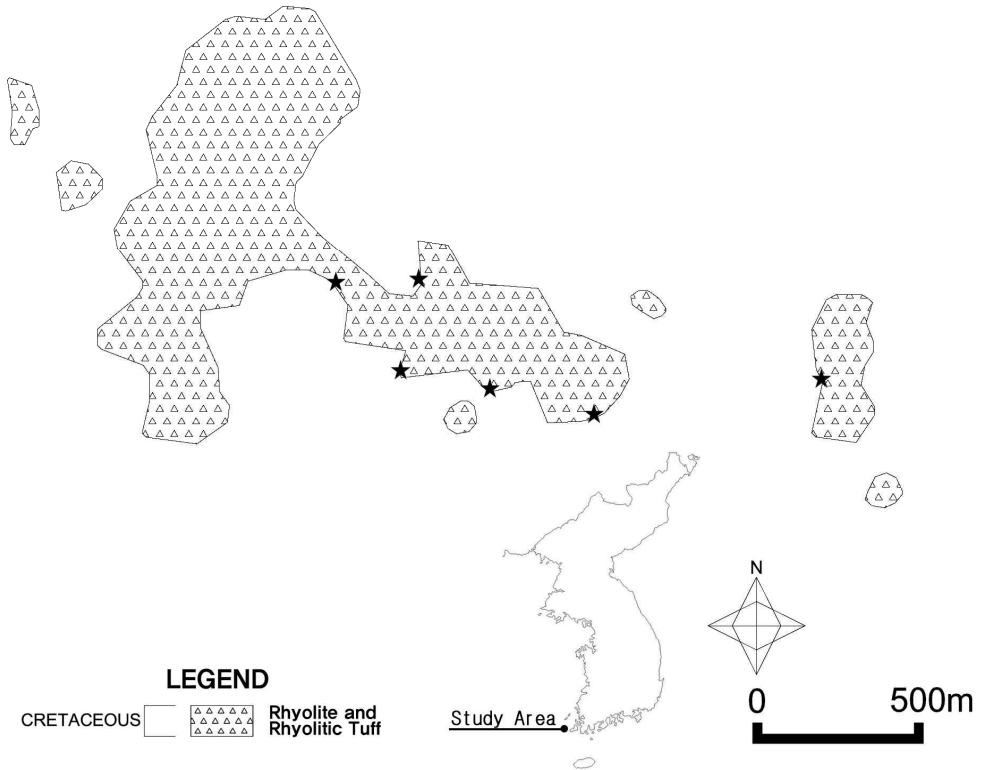 N
0 500m
Study Area
LEGEND
CRETACEOUS
Rhyolite and
Rhyolitic Tuff